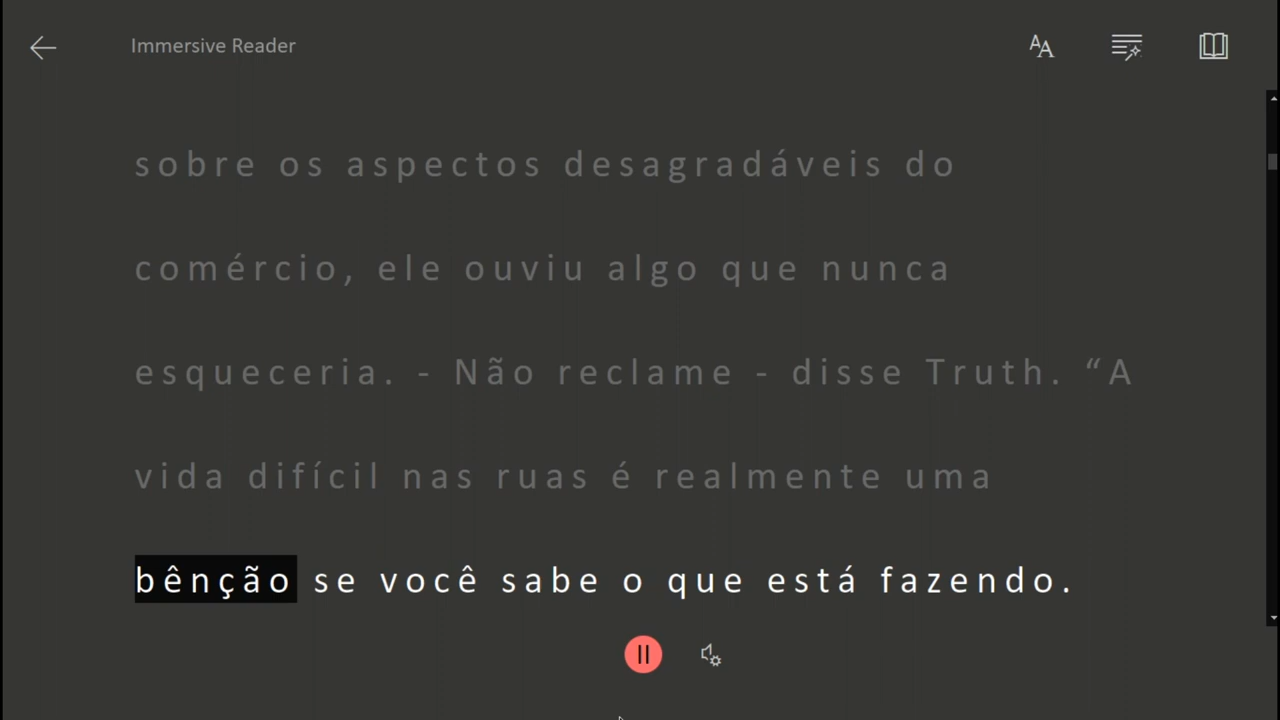 Immersive Reader
sobre os aspectos desagradáveis do
comércio, ele ouviu algo que nunca
esqueceria. - Não reclame - disse Truth. “A
vida difícil nas ruas é realmente uma
bênção se você sabe o que está fazendo.